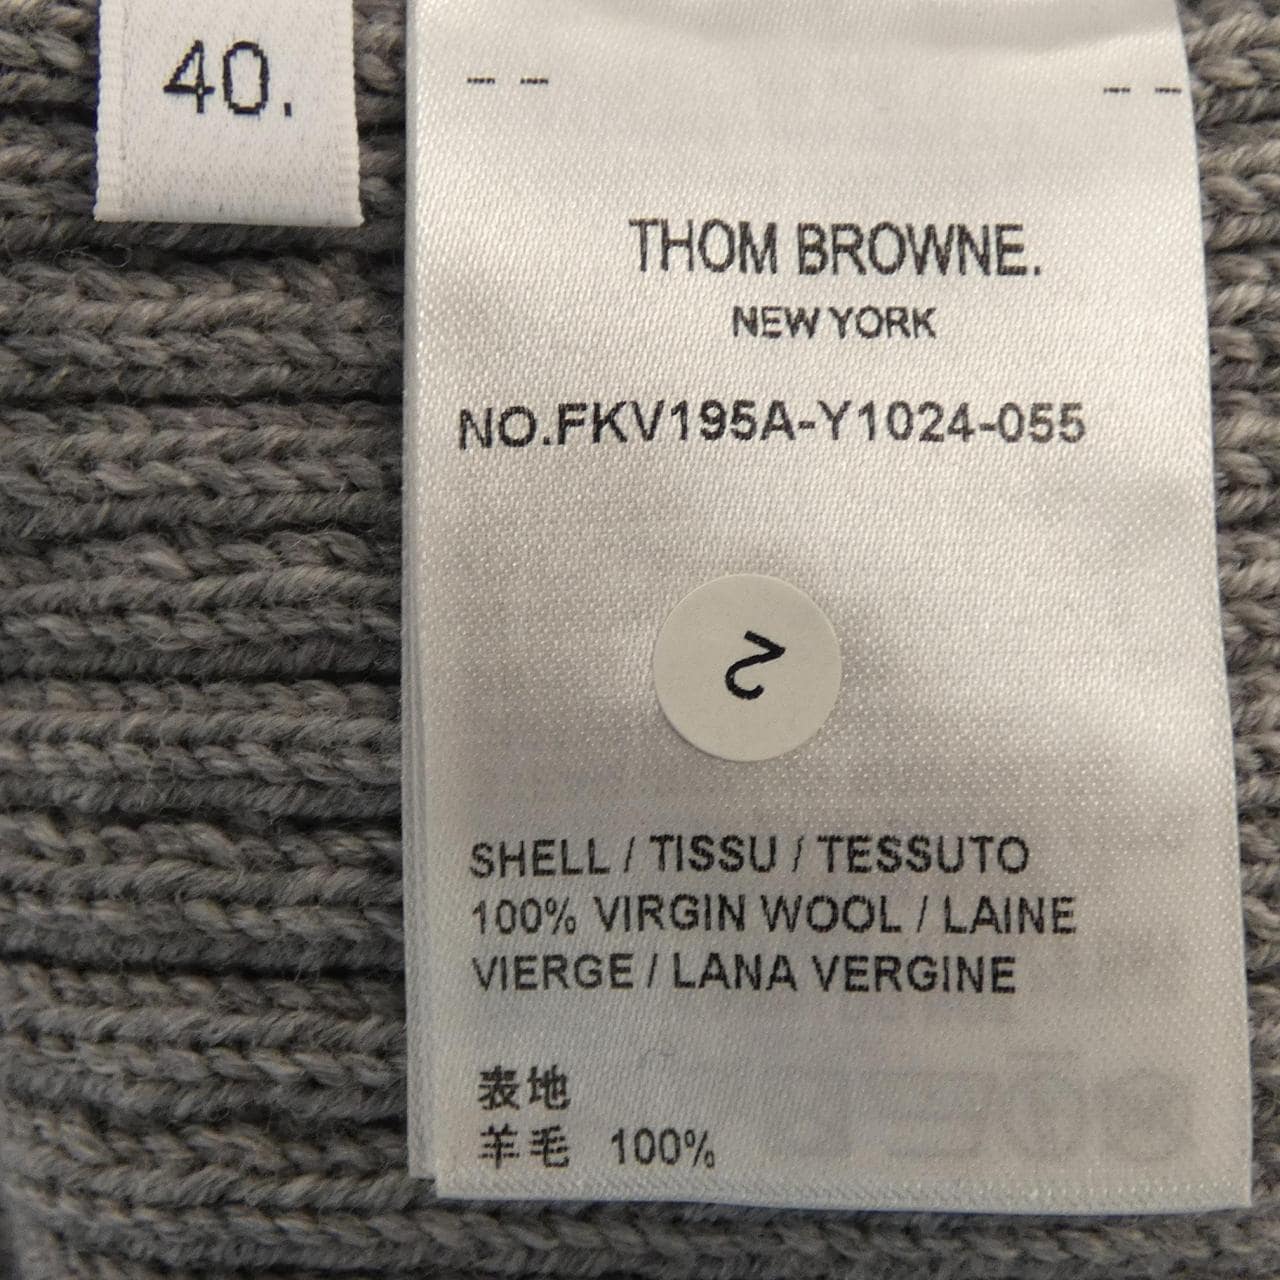 40.
THOM BROWNE.
NEW YORK
NO.FKV195A-Y1024-055
2
SHELL / TISSU / TESSUTO
100% VIRGIN WOOL / LAINE
VIERGE / LANA VERGINE
表地
羊毛 100%